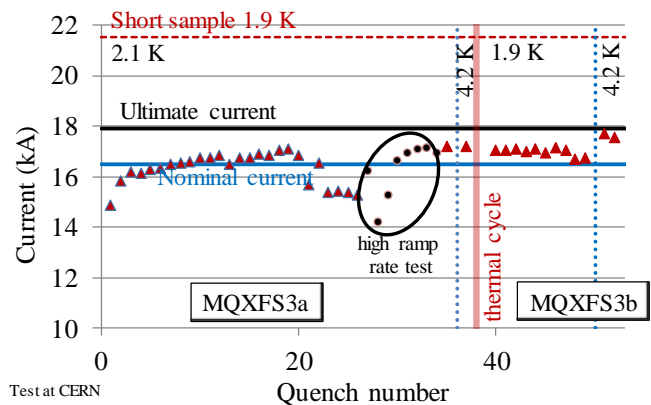 22
Short sample 1.9 K
2.1 K
4.2 K
1.9 K
4.2 K
20
Ultimate current
18
Nominal current
16
14
high ramp
rate test
12
MQXFS3a
thermal cycle
MQXFS3b
10
Current (kA)
0
20
40
Test at CERN
Quench number